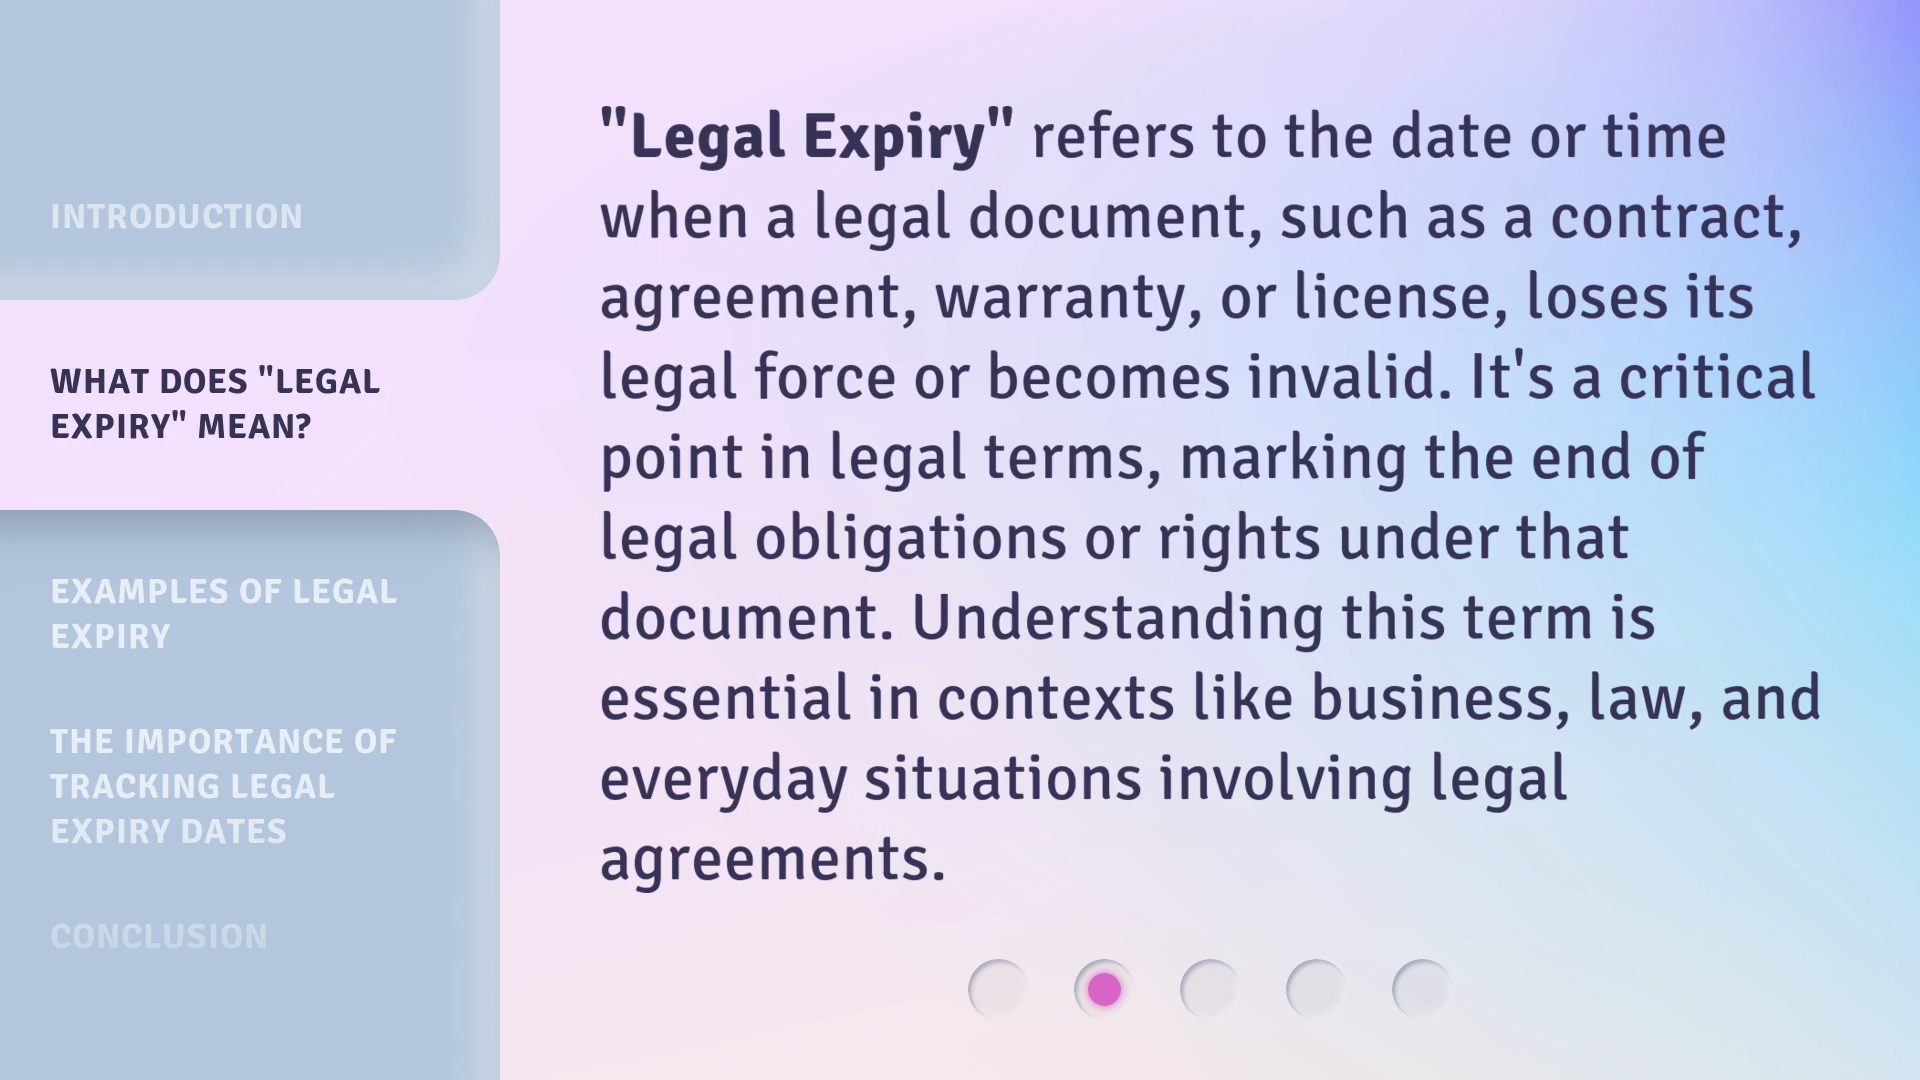 INTRODUCTION
WHAT DOES "LEGAL
EXPIRY" MEAN?
EXAMPLES OF LEGAL
EXPIRY
THE IMPORTANCE OF
TRACKING LEGAL
EXPIRY DATES
CONCLUSION
"Legal Expiry" refers to the date or time
when a legal document, such as a contract,
agreement, warranty, or license, loses its
legal force or becomes invalid. It's a critical
point in legal terms, marking the end of
legal obligations or rights under that
document. Understanding this term is
essential in contexts like business, law, and
everyday situations involving legal
agreements.